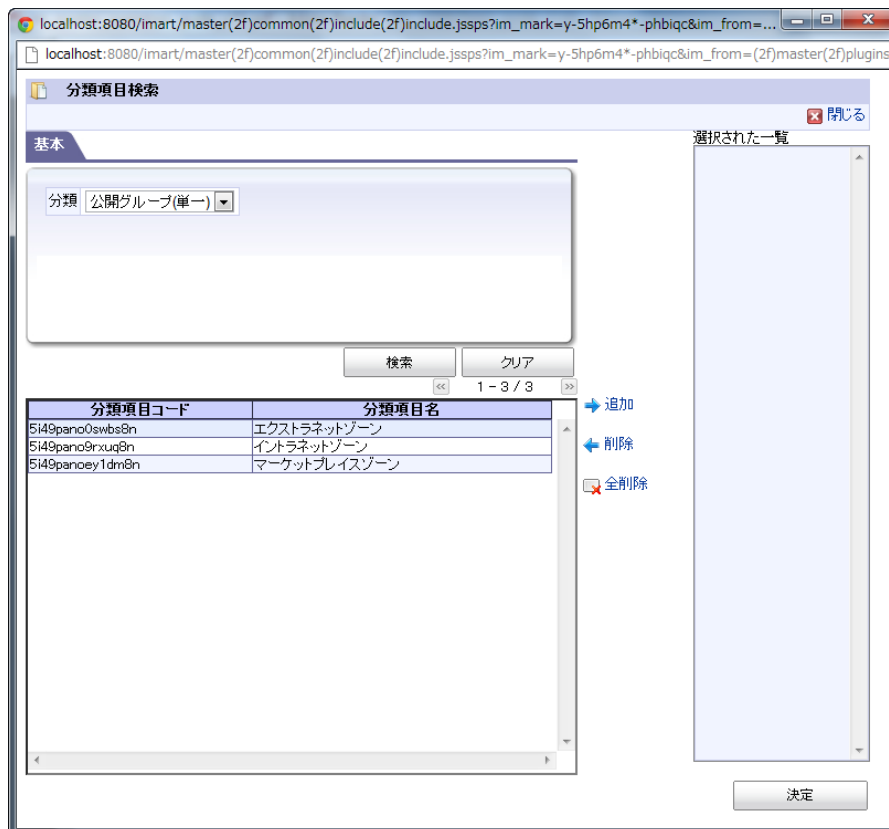 localhost:8080/imart/master(2f)common(2f)include(2f)include.jssps?im_mark=y-5hp6m4*-phbiqc&im_from=...
localhost:8080/imart/master(2f)common(2f)include(2f)include.jssps?im_mark=y-5hp6m4*-phbiqc&im_from=(2f)master(2f)plugins
分類項目検索
閉じる
基本
選択された一覧
分類 公開グループ(単一)
検索 クリア
<< 1 - 3 / 3 >>
分類項目コード 分類項目名
5i49pano0swbs8n エクストラネットゾーン
5i49pano9rxuq8n イントラネットゾーン
5i49panoey1dm8n マーケットプレイスゾーン
追加
削除
全削除
決定